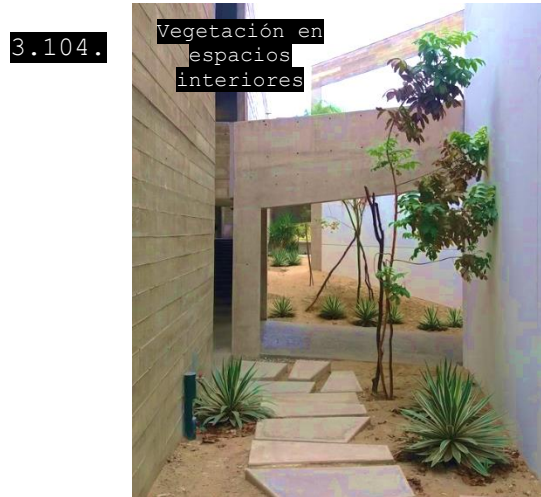 3.104.
Vegetación en
espacios
interiores